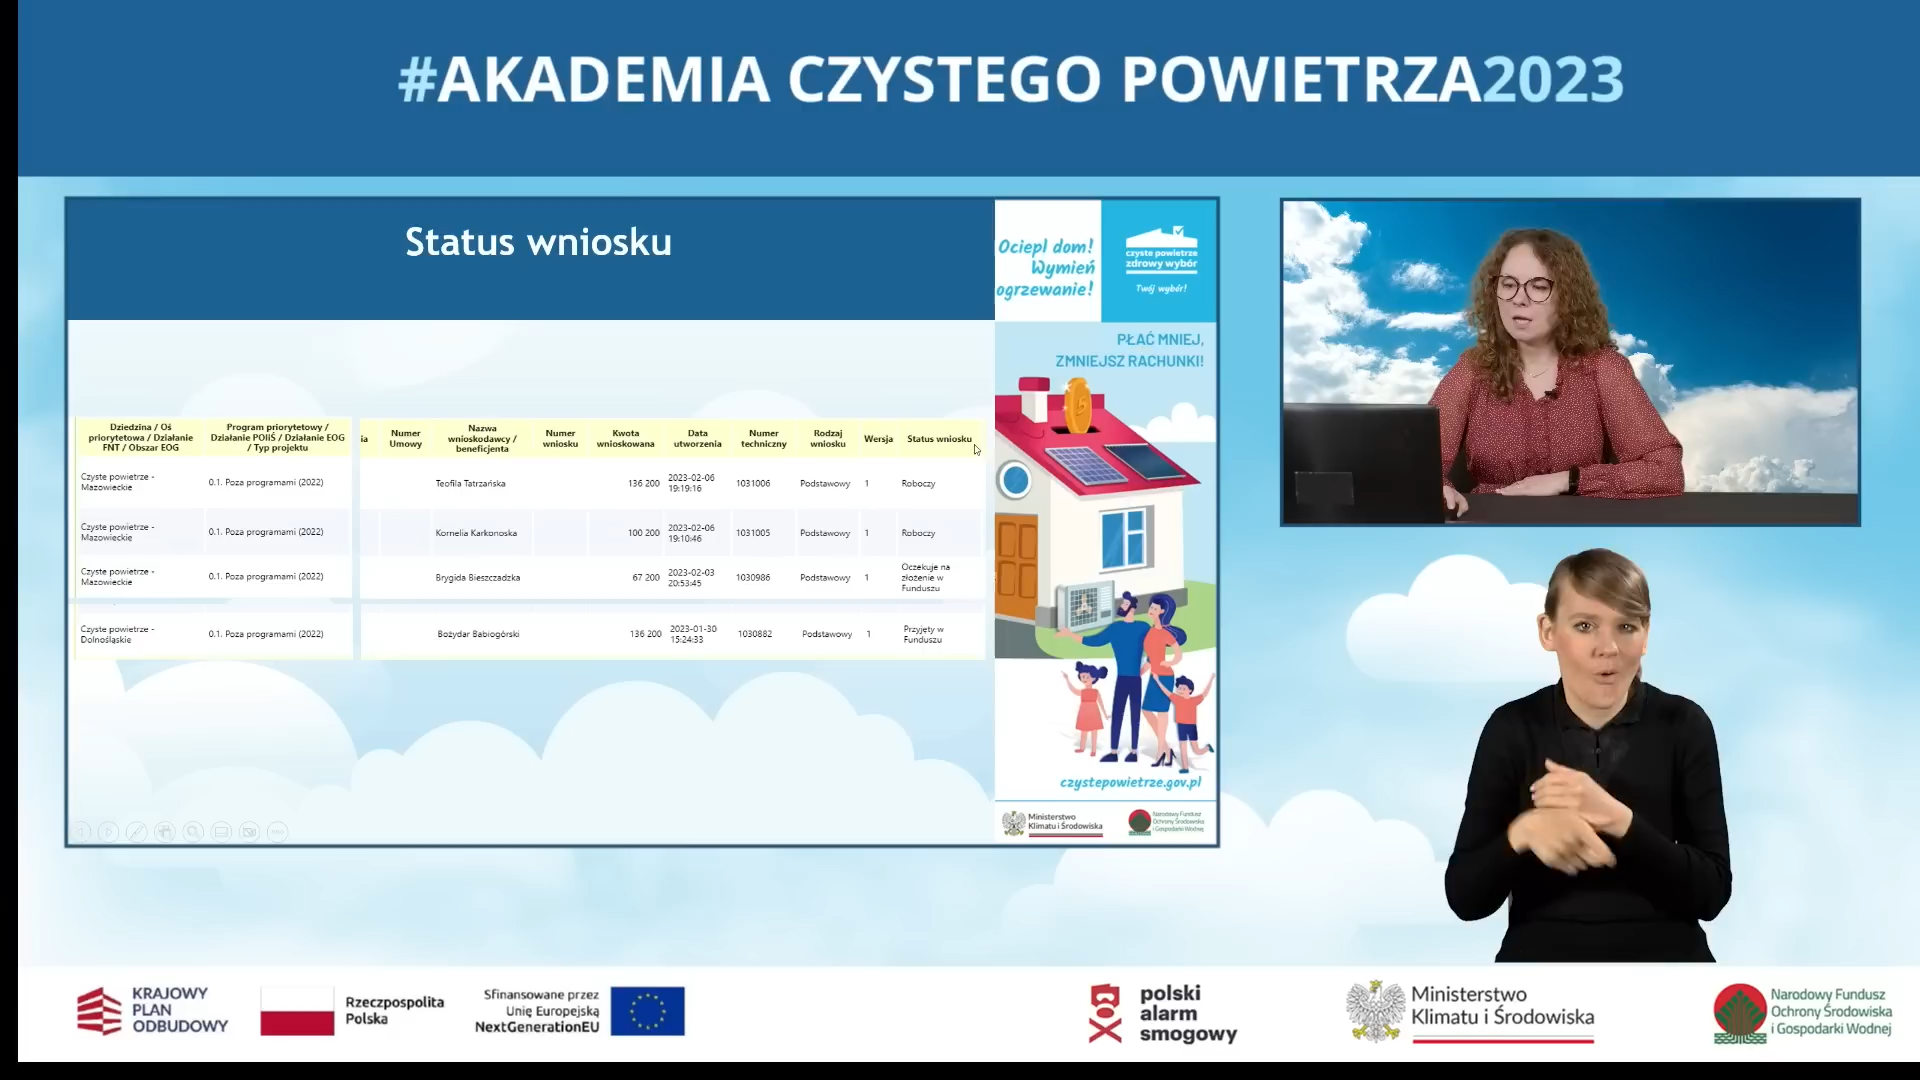 #AKADEMIA CZYSTEGO POWIETRZA2023
Status wniosku
Ociepl dom!
Wymień
ogrzewanie!
czyste powietrze
zdrowy wybór
Twój wybór!
PŁAĆ MNIEJ,
ZMNIEJSZ RACHUNKI!
Dziedzina / Oś priorytetowa / Działanie FNT / Obszar EOG
Program priorytetowy / Działanie POIiŚ / Działanie EOG / Typ projektu
ia
Numer Umowy
Nazwa wnioskodawcy / beneficjenta
Numer wniosku
Kwota wnioskowana
Data utworzenia
Numer techniczny
Rodzaj wniosku
Wersja
Status wniosku
Czyste powietrze - Mazowieckie
0.1. Poza programami (2022)
Teofila Tatrzańska
136 200
2023-02-06 19:19:16
1031006
Podstawowy
1
Roboczy
Czyste powietrze - Mazowieckie
0.1. Poza programami (2022)
Kornelia Karkonoska
100 200
2023-02-06 19:10:46
1031005
Podstawowy
1
Roboczy
Czyste powietrze - Mazowieckie
0.1. Poza programami (2022)
Brygida Bieszczadzka
67 200
2023-02-03 20:53:45
1030986
Podstawowy
1
Oczekuje na złożenie w Funduszu
Czyste powietrze - Dolnośląskie
0.1. Poza programami (2022)
Bożydar Babiogórski
136 200
2023-01-30 15:24:33
1030882
Podstawowy
1
Przyjęty w Funduszu
czystepowietrze.gov.pl
Ministerstwo
Klimatu i Środowiska
Narodowy Fundusz
Ochrony Środowiska
i Gospodarki Wodnej
KRAJOWY
PLAN
ODBUDOWY
Rzeczpospolita
Polska
Sfinansowane przez
Unię Europejską
NextGenerationEU
polski
alarm
smogowy
Ministerstwo
Klimatu i Środowiska
Narodowy Fundusz
Ochrony Środowiska
i Gospodarki Wodnej